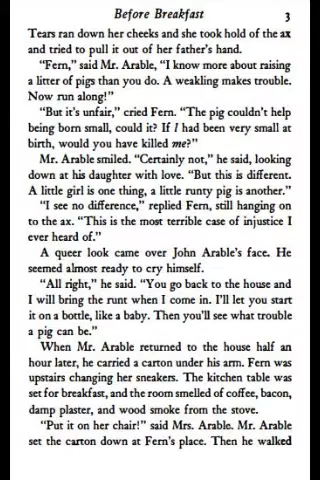 Before Breakfast 3
Tears ran down her cheeks and she took hold of the ax
and tried to pull it out of her father's hand.
"Fern," said Mr. Arable, "I know more about raising
a litter of pigs than you do. A weakling makes trouble.
Now run along!"
"But it's unfair," cried Fern. "The pig couldn't help
being born small, could it? If I had been very small at
birth, would you have killed me?"
Mr. Arable smiled. "Certainly not," he said, looking
down at his daughter with love. "But this is different.
A little girl is one thing, a little runty pig is another."
"I see no difference," replied Fern, still hanging on
to the ax. "This is the most terrible case of injustice I
ever heard of."
A queer look came over John Arable's face. He
seemed almost ready to cry himself.
"All right," he said. "You go back to the house and
I will bring the runt when I come in. I'll let you start
it on a bottle, like a baby. Then you'll see what trouble
a pig can be."
When Mr. Arable returned to the house half an
hour later, he carried a carton under his arm. Fern was
upstairs changing her sneakers. The kitchen table was
set for breakfast, and the room smelled of coffee, bacon,
damp plaster, and wood smoke from the stove.
"Put it on her chair!" said Mrs. Arable. Mr. Arable
set the carton down at Fern's place. Then he walked